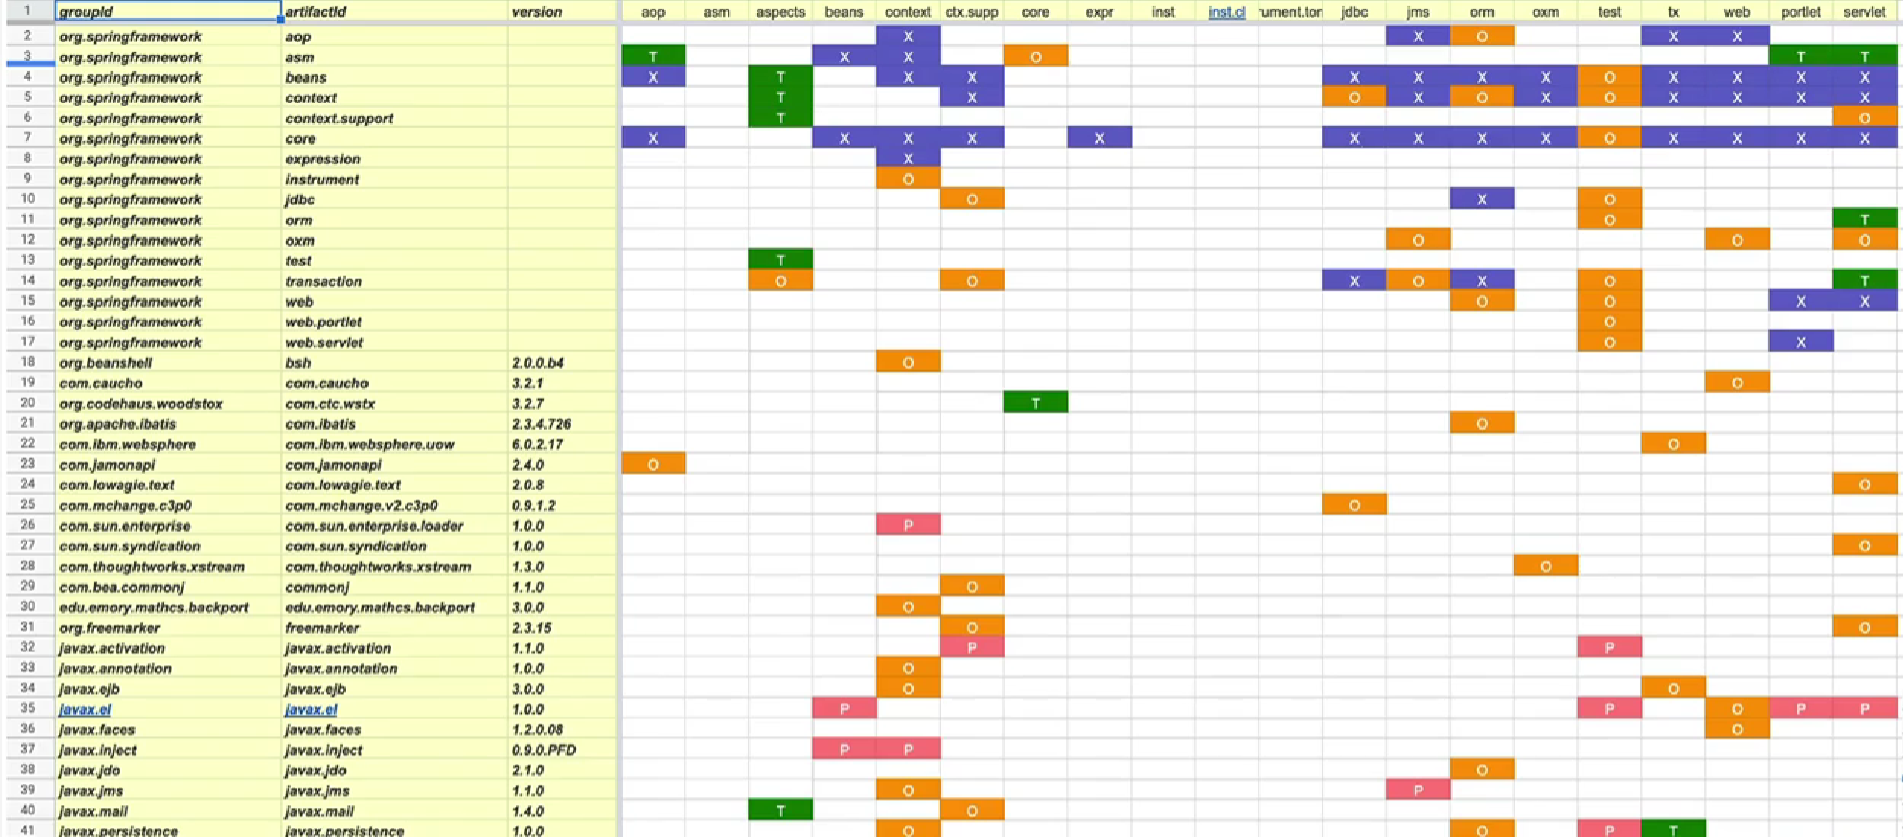 1 groupId artifactId version aop asm aspects beans context ctx.supp core expr inst inst.cl rument.tor jdbc jms orm oxm test tx web portlet servlet
2 org.springframework aop X X O X X
3 org.springframework asm T X X O T T
4 org.springframework beans X T X X X X X X O X X X X
5 org.springframework context T X O X O X O X X X X
6 org.springframework context.support T O
7 org.springframework core X X X X X X X X X O X X X X
8 org.springframework expression X
9 org.springframework instrument O
10 org.springframework jdbc O X O
11 org.springframework orm O T
12 org.springframework oxm O O O
13 org.springframework test T
14 org.springframework transaction O O X O X O T
15 org.springframework web O O X X
16 org.springframework web.portlet O
17 org.springframework web.servlet O X
18 org.beanshell bsh 2.0.0.b4 O
19 com.caucho com.caucho 3.2.1 O
20 org.codehaus.woodstox com.ctc.wstx 3.2.7 T
21 org.apache.ibatis com.ibatis 2.3.4.726 O
22 com.ibm.websphere com.ibm.websphere.uow 6.0.2.17 O
23 com.jamonapi com.jamonapi 2.4.0 O
24 com.lowagie.text com.lowagie.text 2.0.8 O
25 com.mchange.c3p0 com.mchange.v2.c3p0 0.9.1.2 O
26 com.sun.enterprise com.sun.enterprise.loader 1.0.0 P
27 com.sun.syndication com.sun.syndication 1.0.0 O
28 com.thoughtworks.xstream com.thoughtworks.xstream 1.3.0 O
29 com.bea.commonj commonj 1.1.0 O
30 edu.emory.mathcs.backport edu.emory.mathcs.backport 3.0.0 O
31 org.freemarker freemarker 2.3.15 O O
32 javax.activation javax.activation 1.1.0 P P
33 javax.annotation javax.annotation 1.0.0 O
34 javax.ejb javax.ejb 3.0.0 O O
35 javax.el javax.el 1.0.0 P P O P P
36 javax.faces javax.faces 1.2.0.08 O
37 javax.inject javax.inject 0.9.0.PFD P P
38 javax.jdo javax.jdo 2.1.0 O
39 javax.jms javax.jms 1.1.0 O P
40 javax.mail javax.mail 1.4.0 T O
41 javax.persistence javax.persistence 1.0.0 O O P T